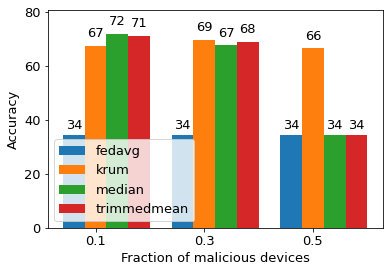 80
60
40
20
0
Accuracy
34 67 72 71
34 69 67 68
34 66 34 34
fedavg
krum
median
trimmedmean
0.1 0.3 0.5
Fraction of malicious devices